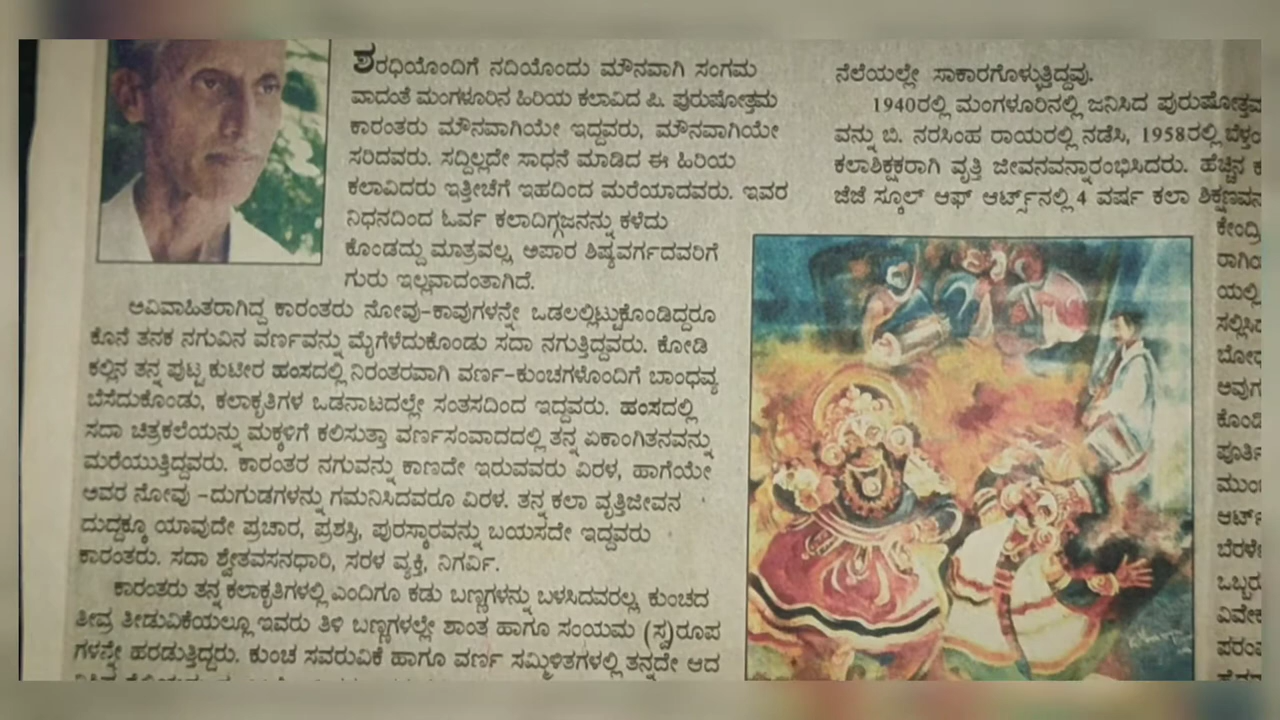 ಶರಧಿಯೊಂದಿಗೆ ನದಿಯೊಂದು ಮೌನವಾಗಿ ಸಂಗಮ
ವಾದಂತೆ ಮಂಗಳೂರಿನ ಹಿರಿಯ ಕಲಾವಿದ ಪಿ. ಪುರುಷೋತ್ತಮ
ಕಾರಂತರು ಮೌನವಾಗಿಯೇ ಇದ್ದವರು, ಮೌನವಾಗಿಯೇ
ಸರಿದವರು. ಸದ್ದಿಲ್ಲದೇ ಸಾಧನೆ ಮಾಡಿದ ಈ ಹಿರಿಯ
ಕಲಾವಿದರು ಇತ್ತೀಚೆಗೆ ಇಹದಿಂದ ಮರೆಯಾದವರು. ಇವರ
ನಿಧನದಿಂದ ಓರ್ವ ಕಲಾದಿಗ್ಗಜನನ್ನು ಕಳೆದು
ಕೊಂಡದ್ದು ಮಾತ್ರವಲ್ಲ, ಅಪಾರ ಶಿಷ್ಯವರ್ಗದವರಿಗೆ
ಗುರು ಇಲ್ಲವಾದಂತಾಗಿದೆ.
ಅವಿವಾಹಿತರಾಗಿದ್ದ ಕಾರಂತರು ನೋವು-ಕಾವುಗಳನ್ನೇ ಒಡಲಲ್ಲಿಟ್ಟುಕೊಂಡಿದ್ದರೂ
ಕೊನೆ ತನಕ ನಗುವಿನ ವರ್ಣವನ್ನು ಮೈಗೆಳೆದುಕೊಂಡು ಸದಾ ನಗುತ್ತಿದ್ದವರು. ಕೋಡಿ
ಕಲ್ಲಿನ ತನ್ನ ಪುಟ್ಟ ಕುಟೀರ ಹಂಸದಲ್ಲಿ ನಿರಂತರವಾಗಿ ವರ್ಣ-ಕುಂಚಗಳೊಂದಿಗೆ ಬಾಂಧವ್ಯ
ಬೆಸೆದುಕೊಂಡು, ಕಲಾಕೃತಿಗಳ ಒಡನಾಟದಲ್ಲೇ ಸಂತಸದಿಂದ ಇದ್ದವರು. ಹಂಸದಲ್ಲಿ
ಸದಾ ಚಿತ್ರಕಲೆಯನ್ನು ಮಕ್ಕಳಿಗೆ ಕಲಿಸುತ್ತಾ ವರ್ಣಸಂವಾದದಲ್ಲಿ ತನ್ನ ಏಕಾಂಗಿತನವನ್ನು
ಮರೆಯುತ್ತಿದ್ದವರು. ಕಾರಂತರ ನಗುವನ್ನು ಕಾಣದೇ ಇರುವವರು ವಿರಳ, ಹಾಗೆಯೇ
ಅವರ ನೋವು -ದುಗುಡಗಳನ್ನು ಗಮನಿಸಿದವರೂ ವಿರಳ. ತನ್ನ ಕಲಾ ವೃತ್ತಿಜೀವನ
ದುದ್ದಕ್ಕೂ ಯಾವುದೇ ಪ್ರಚಾರ, ಪ್ರಶಸ್ತಿ, ಪುರಸ್ಕಾರವನ್ನು ಬಯಸದೇ ಇದ್ದವರು
ಕಾರಂತರು. ಸದಾ ಶ್ವೇತವಸನಧಾರಿ, ಸರಳ ವ್ಯಕ್ತಿ, ನಿಗರ್ವಿ.
ಕಾರಂತರು ತನ್ನ ಕಲಾಕೃತಿಗಳಲ್ಲಿ ಎಂದಿಗೂ ಕಡು ಬಣ್ಣಗಳನ್ನು ಬಳಸಿದವರಲ್ಲ, ಕುಂಚದ
ತೀವ್ರ ತೀಡುವಿಕೆಯಲ್ಲೂ ಇವರು ತಿಳಿ ಬಣ್ಣಗಳಲ್ಲೇ ಶಾಂತ ಹಾಗೂ ಸಂಯಮ (ಸ್ವ)ರೂಪ
ಗಳನ್ನೇ ಹರಡುತ್ತಿದ್ದರು. ಕುಂಚ ಸವರುವಿಕೆ ಹಾಗೂ ವರ್ಣ ಸಮ್ಮಿಳಿತಗಳಲ್ಲಿ ತನ್ನದೇ ಆದ
ನೆಲೆಯಲ್ಲೇ ಸಾಕಾರಗೊಳ್ಳುತ್ತಿದ್ದವು.
1940ರಲ್ಲಿ ಮಂಗಳೂರಿನಲ್ಲಿ ಜನಿಸಿದ ಪುರುಷೋತ್ತಮ
ವನ್ನು ಬಿ. ನರಸಿಂಹ ರಾಯರಲ್ಲಿ ನಡೆಸಿ, 1958ರಲ್ಲಿ
ಕಲಾಶಿಕ್ಷಕರಾಗಿ ವೃತ್ತಿ ಜೀವನವನ್ನಾರಂಭಿಸಿದರು. ಹೆಚ್ಚಿನ
ಜೆಜೆ ಸ್ಕೂಲ್ ಆಫ್ ಆರ್ಟ್ಸ್‌ನಲ್ಲಿ 4 ವರ್ಷ ಕಲಾ